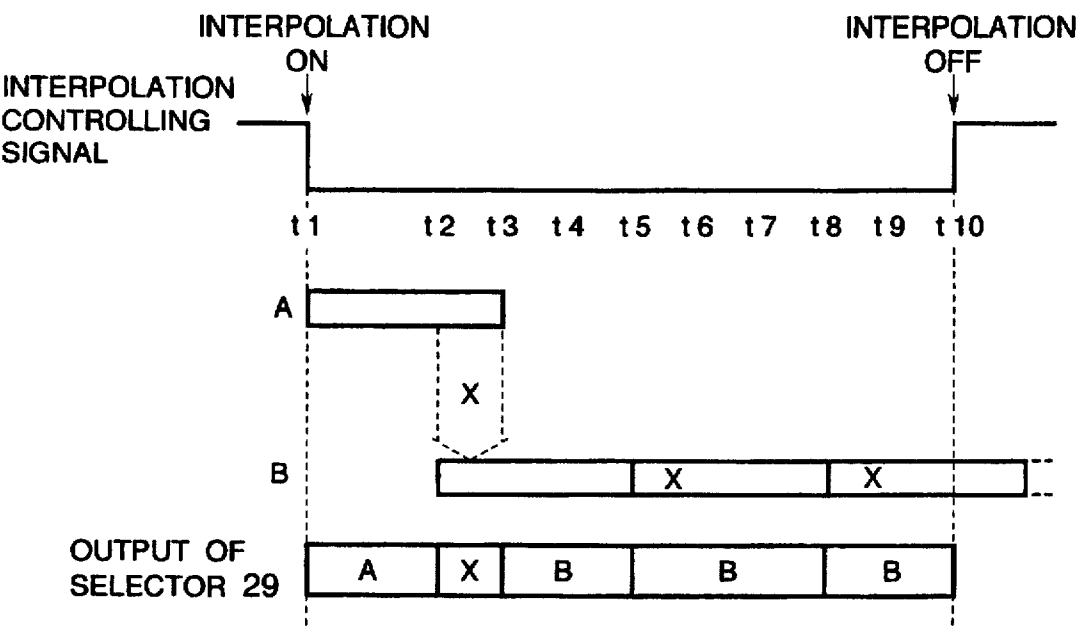 INTERPOLATION
ON
INTERPOLATION
OFF
INTERPOLATION
CONTROLLING
SIGNAL
t1 t2 t3 t4 t5 t6 t7 t8 t9 t10
A
X
B X X
OUTPUT OF
SELECTOR 29
A X B B B